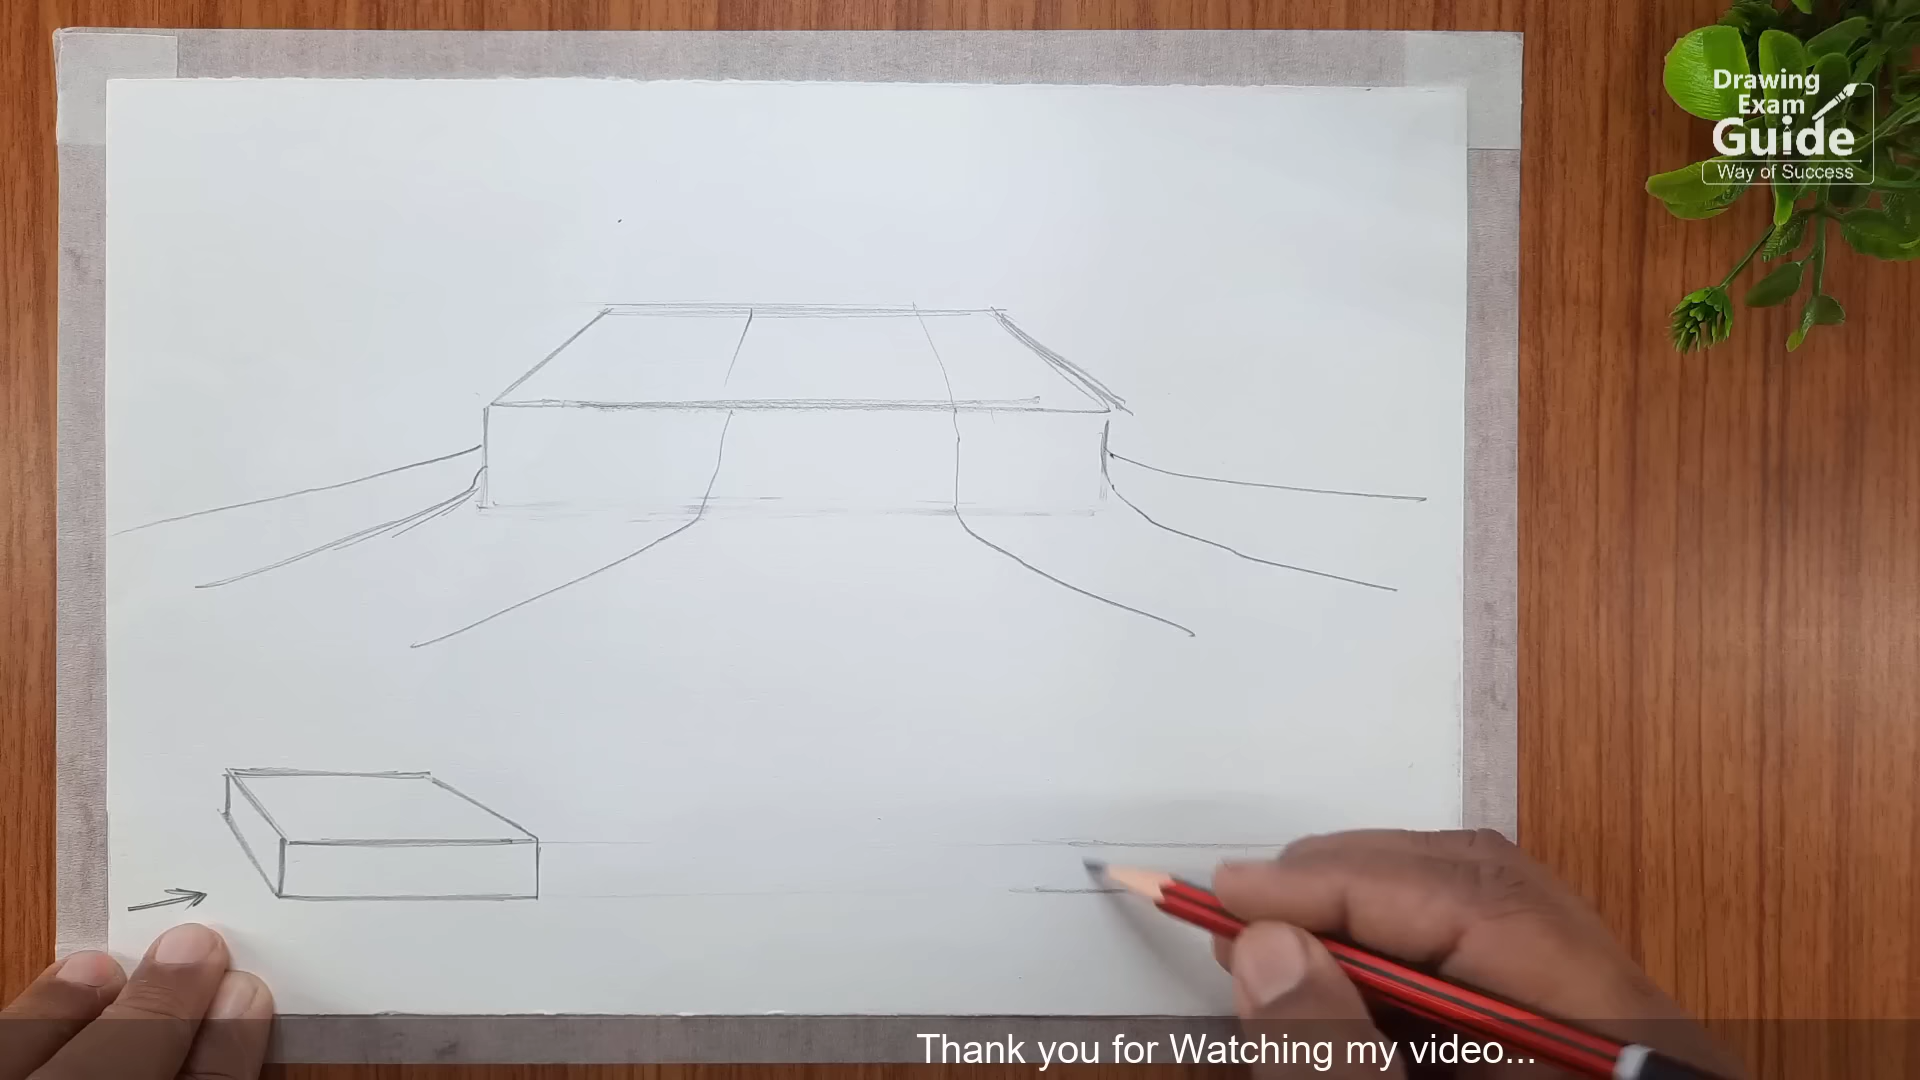 Drawing
Exam
Guide
Way of Success
Thank you for Watching my video...